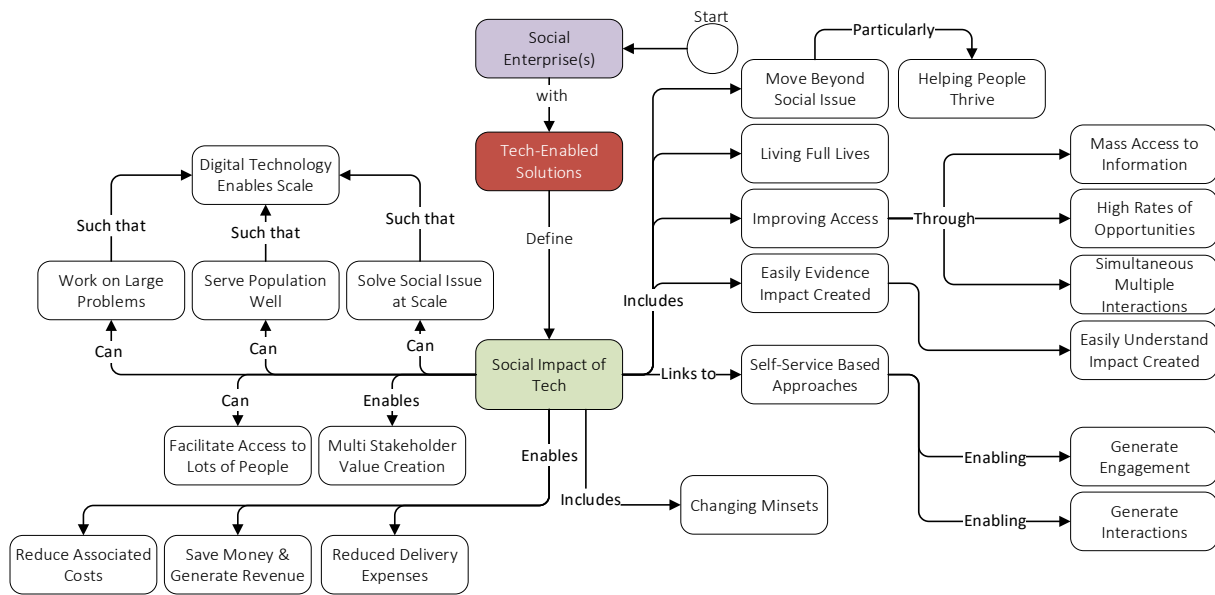 Start
Social
Enterprise(s)
Particularly
Move Beyond
Social Issue
Helping People
Thrive
with
Tech-Enabled
Solutions
Living Full Lives
Mass Access to
Information
Digital Technology
Enables Scale
Improving Access
Through
High Rates of
Opportunities
Such that
Such that
Such that
Define
Work on Large
Problems
Serve Population
Well
Solve Social Issue
at Scale
Easily Evidence
Impact Created
Simultaneous
Multiple
Interactions
Includes
Can
Can
Can
Easily Understand
Impact Created
Social Impact of
Tech
Links to
Self-Service Based
Approaches
Can
Enables
Facilitate Access to
Lots of People
Multi Stakeholder
Value Creation
Enables
Enabling
Generate
Engagement
Includes
Changing Minsets
Enabling
Generate
Interactions
Reduce Associated
Costs
Save Money &
Generate Revenue
Reduced Delivery
Expenses